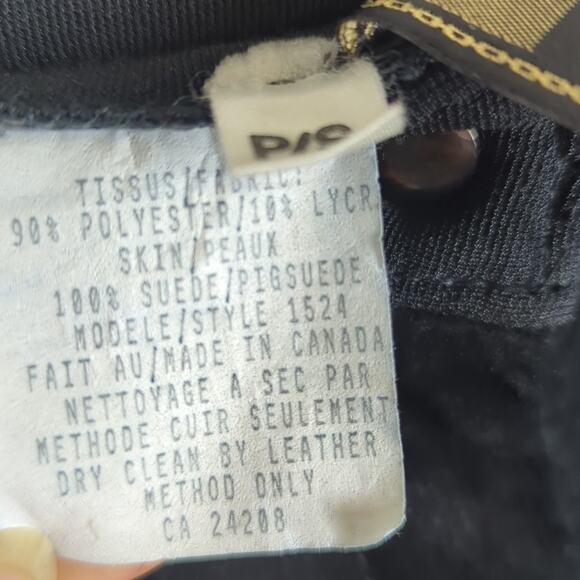 P/S
TISSUS/FABRIC:
90% POLYESTER/10% LYCR
SKIN/PEAUX
100% SUEDE/PIGSUEDE
MODELE/STYLE 1524
FAIT AU/MADE IN CANADA
NETTOYAGE A SEC PAR
METHODE CUIR SEULEMENT
DRY CLEAN BY LEATHER
METHOD ONLY
CA 24208